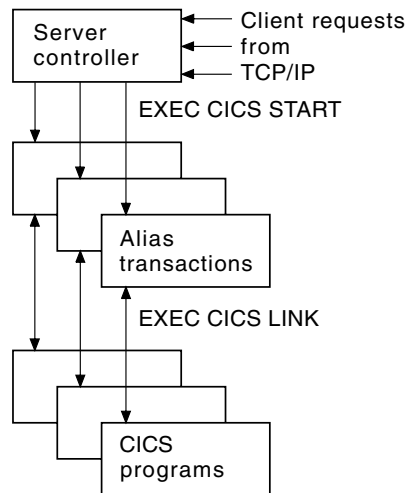 Server
controller
Client requests
from
TCP/IP
EXEC CICS START
Alias
transactions
EXEC CICS LINK
CICS
programs